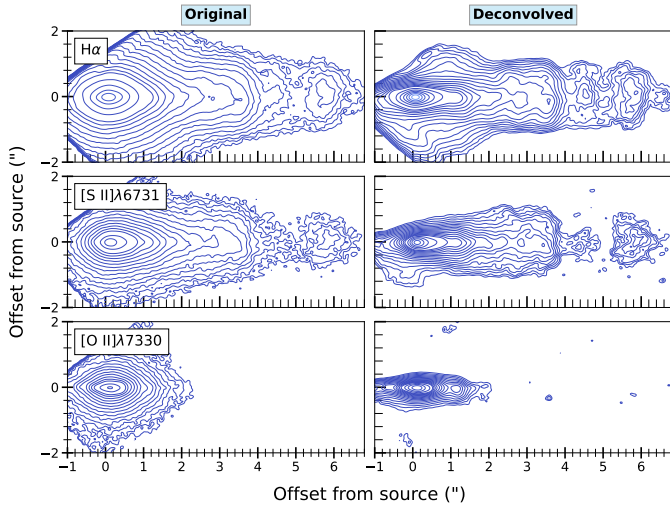 Original Deconvolved
Hα
[S II]λ6731
[O II]λ7330
Offset from source (")
2
0
−2
2
0
−2
2
0
−2
−1 0 1 2 3 4 5 6 −1 0 1 2 3 4 5 6
Offset from source (")